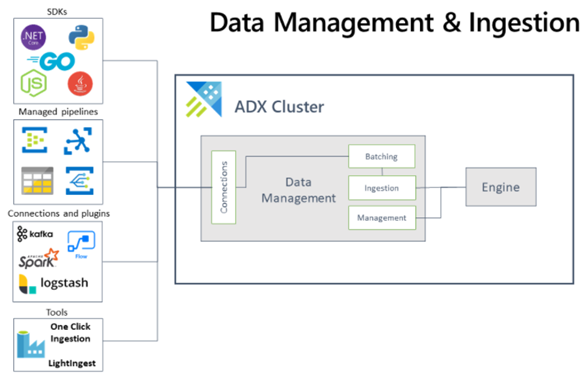 Data Management & Ingestion
SDKs
.NET
Core
GO
JS
Managed pipelines
Connections and plugins
kafka
Flow
APACHE
Spark
logstash
Tools
One Click
Ingestion
LightIngest
ADX Cluster
Connections
Data
Management
Batching
Ingestion
Management
Engine